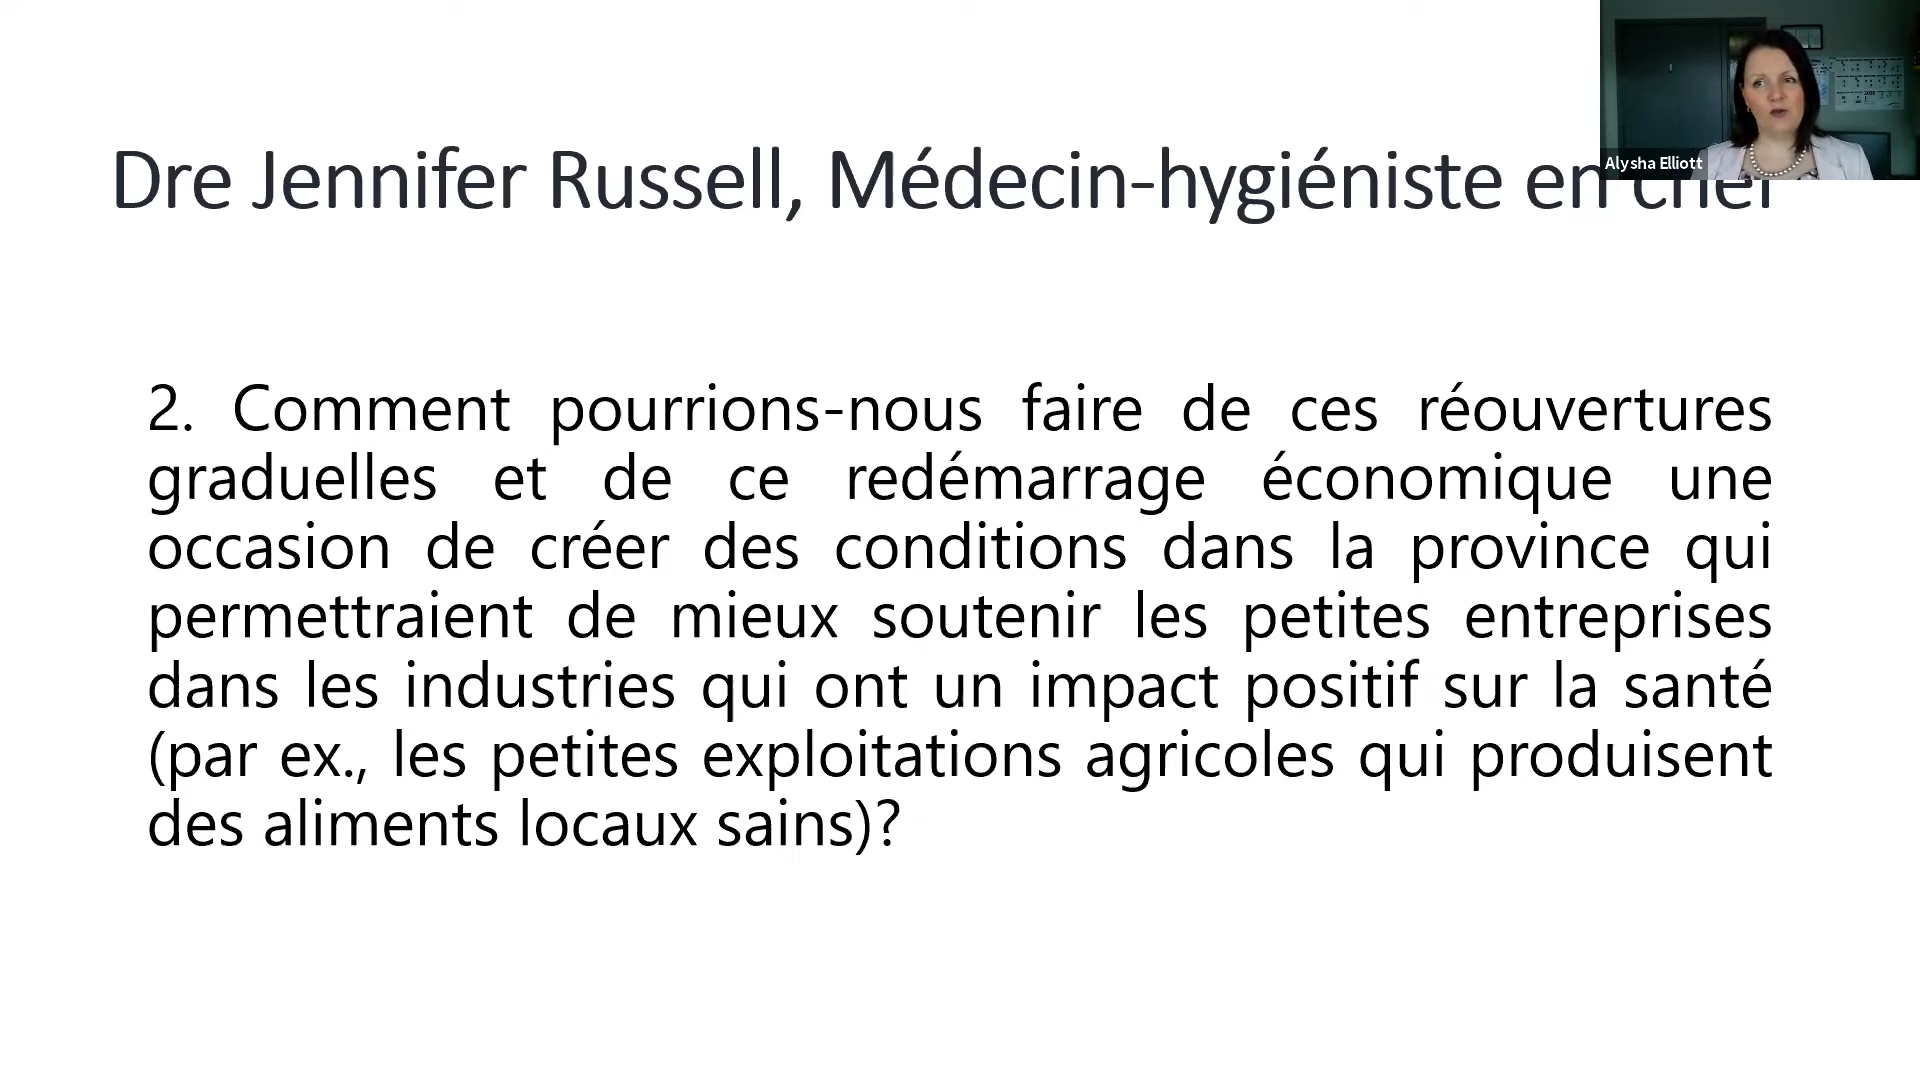 Dre Jennifer Russell, Médecin-hygiéniste en chef
Alysha Elliott
2. Comment pourrions-nous faire de ces réouvertures
graduelles et de ce redémarrage économique une
occasion de créer des conditions dans la province qui
permettraient de mieux soutenir les petites entreprises
dans les industries qui ont un impact positif sur la santé
(par ex., les petites exploitations agricoles qui produisent
des aliments locaux sains)?